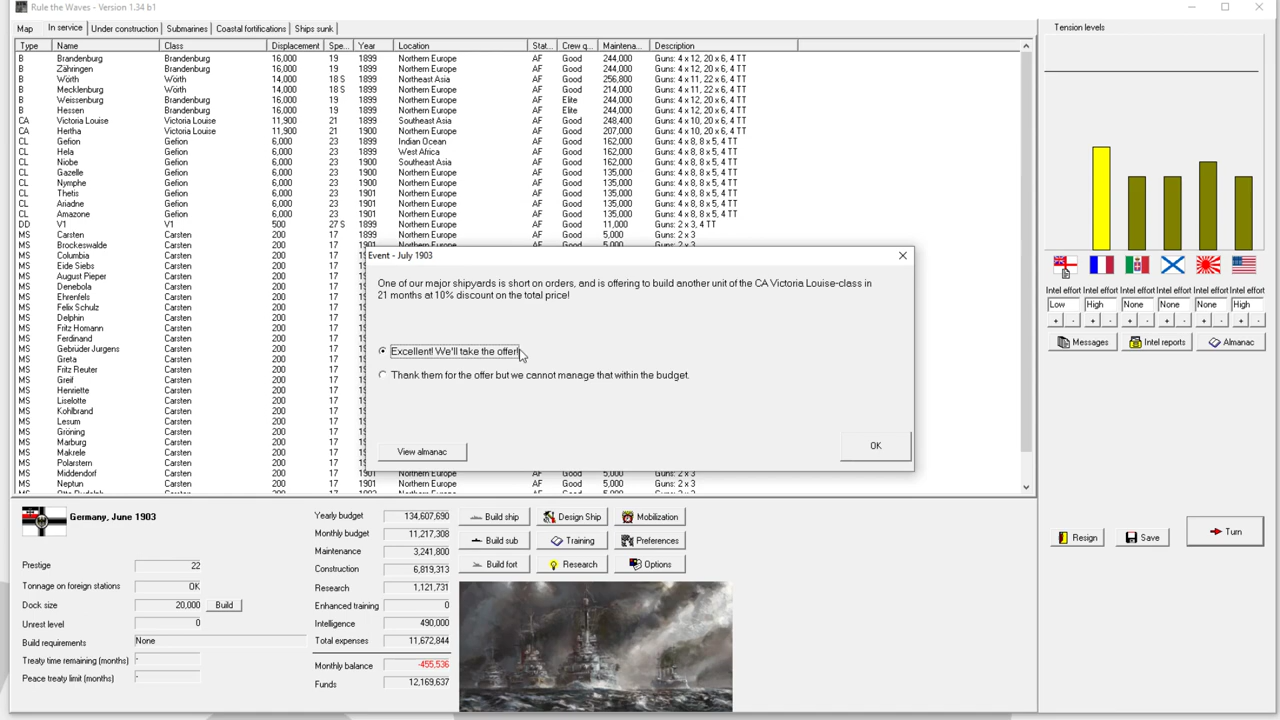 Rule the Waves - Version 1.34 b1
Map In service Under construction Submarines Coastal fortifications Ships sunk
Type Name Class Displacement Spe... Year Location Stat... Crew q... Maintena... Description
B Brandenburg Brandenburg 16,000 19 1899 Northern Europe AF Good 244,000 Guns: 4 x 12, 20 x 6, 4 TT
B Zähringen Brandenburg 16,000 19 1899 Northern Europe AF Good 244,000 Guns: 4 x 12, 20 x 6, 4 TT
B Wörth Wörth 14,000 18 S 1899 Northeast Asia AF Good 256,800 Guns: 4 x 11, 22 x 6, 4 TT
B Mecklenburg Wörth 14,000 18 S 1899 Northern Europe AF Good 214,000 Guns: 4 x 11, 22 x 6, 4 TT
B Weissenburg Brandenburg 16,000 19 1899 Northern Europe AF Elite 244,000 Guns: 4 x 12, 20 x 6, 4 TT
B Hessen Brandenburg 16,000 19 1899 Northern Europe AF Elite 244,000 Guns: 4 x 12, 20 x 6, 4 TT
CA Victoria Louise Victoria Louise 11,900 21 1899 Southeast Asia AF Good 248,400 Guns: 4 x 10, 20 x 6, 4 TT
CA Hertha Victoria Louise 11,900 21 1900 Northern Europe AF Good 207,000 Guns: 4 x 10, 20 x 6, 4 TT
CL Gefion Gefion 6,000 23 1899 Indian Ocean AF Good 162,000 Guns: 4 x 8, 8 x 5, 4 TT
CL Hela Gefion 6,000 23 1899 West Africa AF Good 162,000 Guns: 4 x 8, 8 x 5, 4 TT
CL Niobe Gefion 6,000 23 1899 Southeast Asia AF Good 162,000 Guns: 4 x 8, 8 x 5, 4 TT
CL Gazelle Gefion 6,000 23 1900 Northern Europe AF Good 135,000 Guns: 4 x 8, 8 x 5, 4 TT
CL Nymphe Gefion 6,000 23 1900 Northern Europe AF Good 135,000 Guns: 4 x 8, 8 x 5, 4 TT
CL Thetis Gefion 6,000 23 1901 Northern Europe AF Good 135,000 Guns: 4 x 8, 8 x 5, 4 TT
CL Ariadne Gefion 6,000 23 1901 Northern Europe AF Good 135,000 Guns: 4 x 8, 8 x 5, 4 TT
CL Amazone Gefion 6,000 23 1901 Northern Europe AF Good 135,000 Guns: 4 x 8, 8 x 5, 4 TT
DD V1 V1 500 27 S 1899 Northern Europe AF Good 11,000 Guns: 2 x 3, 4 TT
MS Carsten Carsten 200 17 1899 Northern Europe AF Good 5,000 Guns: 2 x 3
MS Brockeswalde Carsten 200 17 1901 Northern Europe AF Good 5,000 Guns: 2 x 3
MS Columbia Carsten 200 17
MS Eide Siebs Carsten 200 17
MS August Pieper Carsten 200 17
MS Denebola Carsten 200 17
MS Ehrenfels Carsten 200 17
MS Felix Schulz Carsten 200 17
MS Delphin Carsten 200 17
MS Fritz Homann Carsten 200 17
MS Ferdinand Carsten 200 17
MS Gebrüder Jurgens Carsten 200 17
MS Greta Carsten 200 17
MS Fritz Reuter Carsten 200 17
MS Greif Carsten 200 17
MS Henriette Carsten 200 17
MS Liselotte Carsten 200 17
MS Kohlbrand Carsten 200 17
MS Lesum Carsten 200 17
MS Gröning Carsten 200 17
MS Marburg Carsten 200 17
MS Makrele Carsten 200 17
MS Polarstern Carsten 200 17
MS Middendorf Carsten 200 17 1901 Northern Europe AF Good 5,000 Guns: 2 x 3
MS Neptun Carsten 200 17 1901 Northern Europe AF Good 5,000 Guns: 2 x 3
Event - July 1903
One of our major shipyards is short on orders, and is offering to build another unit of the CA Victoria Louise-class in
21 months at 10% discount on the total price!
Excellent! We'll take the offer!
Thank them for the offer but we cannot manage that within the budget.
View almanac
OK
Tension levels
Intel effort Intel effort Intel effort Intel effort Intel effort Intel effort
Low High None None None High
+ - + - + - + - + - + -
Messages Intel reports Almanac
Resign Save Turn
Germany, June 1903
Prestige 22
Tonnage on foreign stations OK
Dock size 20,000 Build
Unrest level 0
Build requirements None
Treaty time remaining (months) -
Peace treaty limit (months) -
Yearly budget 134,607,690
Monthly budget 11,217,308
Maintenance 3,241,800
Construction 6,819,313
Research 1,121,731
Enhanced training 0
Intelligence 490,000
Total expenses 11,672,844
Monthly balance -455,536
Funds 12,169,637
Build ship Design Ship Mobilization
Build sub Training Preferences
Build fort Research Options